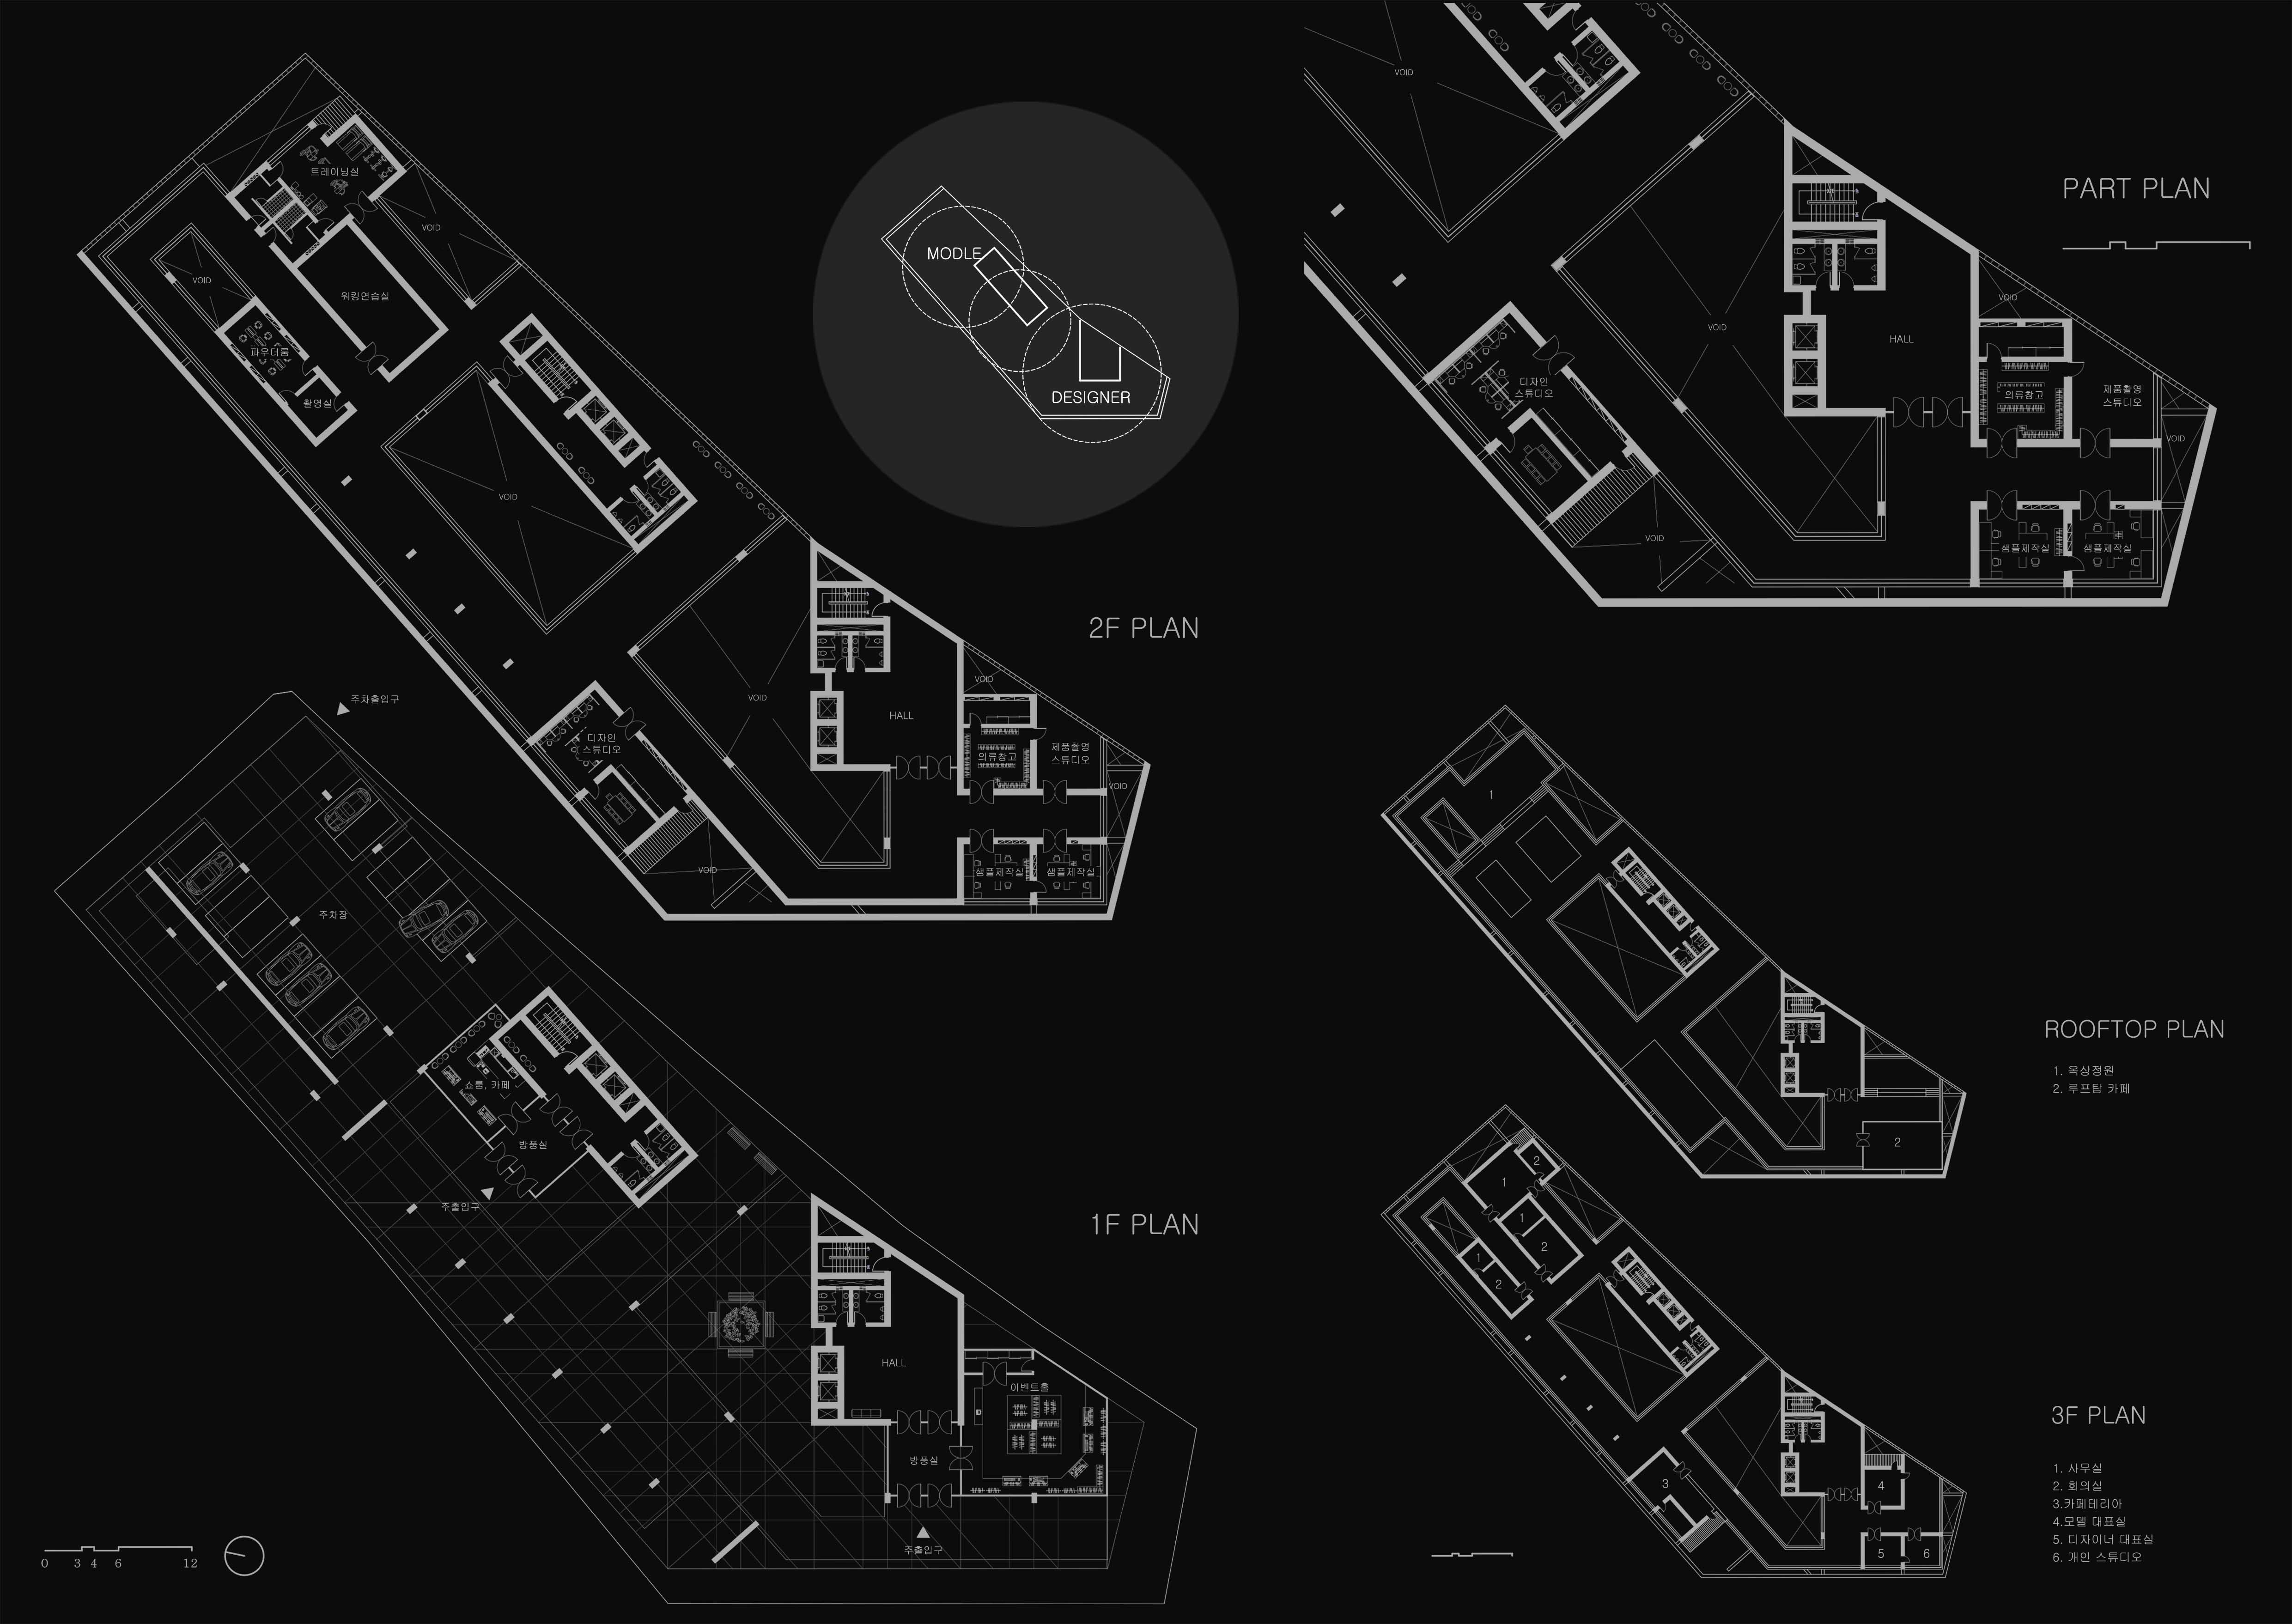 트레이닝실
VOID
VOID
워킹연습실
파우더룸
촬영실
VOID
MODLE
DESIGNER
2F PLAN
VOID
HALL
VOID
디자인
스튜디오
의류창고
제품촬영
스튜디오
VOID
VOID
샘플제작실
샘플제작실
PART PLAN
VOID
VOID
HALL
VOID
디자인
스튜디오
의류창고
제품촬영
스튜디오
VOID
VOID
샘플제작실
샘플제작실
주차출입구
주차장
쇼룸, 카페
방풍실
주출입구
1F PLAN
HALL
이벤트홀
방풍실
주출입구
0 3 4 6 12
1
2
ROOFTOP PLAN
1. 옥상정원
2. 루프탑 카페
2
1
1
2
1
2
3
4
5
6
3F PLAN
1. 사무실
2. 회의실
3.카페테리아
4.모델 대표실
5. 디자이너 대표실
6. 개인 스튜디오